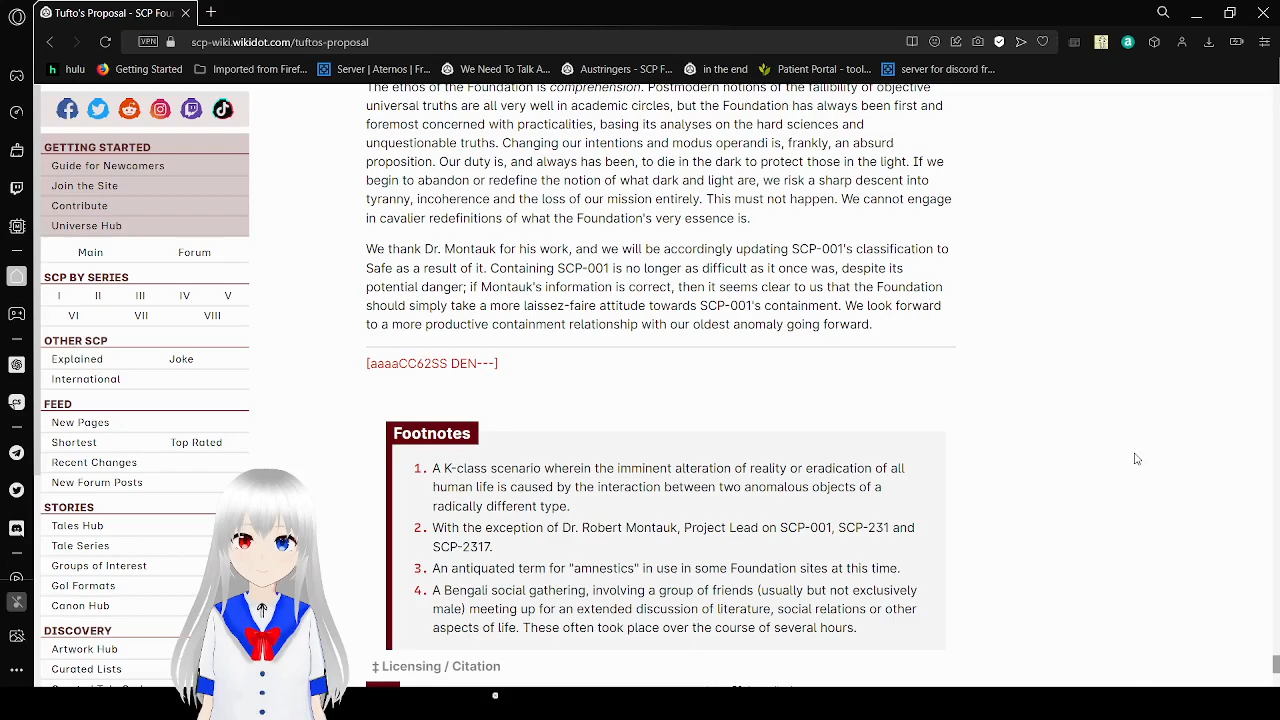 Tufto's Proposal - SCP Fou
VPN
scp-wiki.wikidot.com/tuftos-proposal
hulu
Getting Started
Imported from Firef...
Server | Aternos | Fr...
We Need To Talk A...
Austringers - SCP F...
in the end
Patient Portal - tool...
server for discord fr...
GETTING STARTED
Guide for Newcomers
Join the Site
Contribute
Universe Hub
Main Forum
SCP BY SERIES
I II III IV V
VI VII VIII
OTHER SCP
Explained Joke
International
FEED
New Pages
Shortest Top Rated
Recent Changes
New Forum Posts
STORIES
Tales Hub
Tale Series
Groups of Interest
GoI Formats
Canon Hub
DISCOVERY
Artwork Hub
Curated Lists
The ethos of the Foundation is comprehension. Postmodern notions of the fallibility of objective
universal truths are all very well in academic circles, but the Foundation has always been first and
foremost concerned with practicalities, basing its analyses on the hard sciences and
unquestionable truths. Changing our intentions and modus operandi is, frankly, an absurd
proposition. Our duty is, and always has been, to die in the dark to protect those in the light. If we
begin to abandon or redefine the notion of what dark and light are, we risk a sharp descent into
tyranny, incoherence and the loss of our mission entirely. This must not happen. We cannot engage
in cavalier redefinitions of what the Foundation's very essence is.
We thank Dr. Montauk for his work, and we will be accordingly updating SCP-001's classification to
Safe as a result of it. Containing SCP-001 is no longer as difficult as it once was, despite its
potential danger; if Montauk's information is correct, then it seems clear to us that the Foundation
should simply take a more laissez-faire attitude towards SCP-001's containment. We look forward
to a more productive containment relationship with our oldest anomaly going forward.
[aaaaCC62SS DEN---]
Footnotes
1. A K-class scenario wherein the imminent alteration of reality or eradication of all
human life is caused by the interaction between two anomalous objects of a
radically different type.
2. With the exception of Dr. Robert Montauk, Project Lead on SCP-001, SCP-231 and
SCP-2317.
3. An antiquated term for "amnestics" in use in some Foundation sites at this time.
4. A Bengali social gathering, involving a group of friends (usually but not exclusively
male) meeting up for an extended discussion of literature, social relations or other
aspects of life. These often took place over the course of several hours.
‡ Licensing / Citation